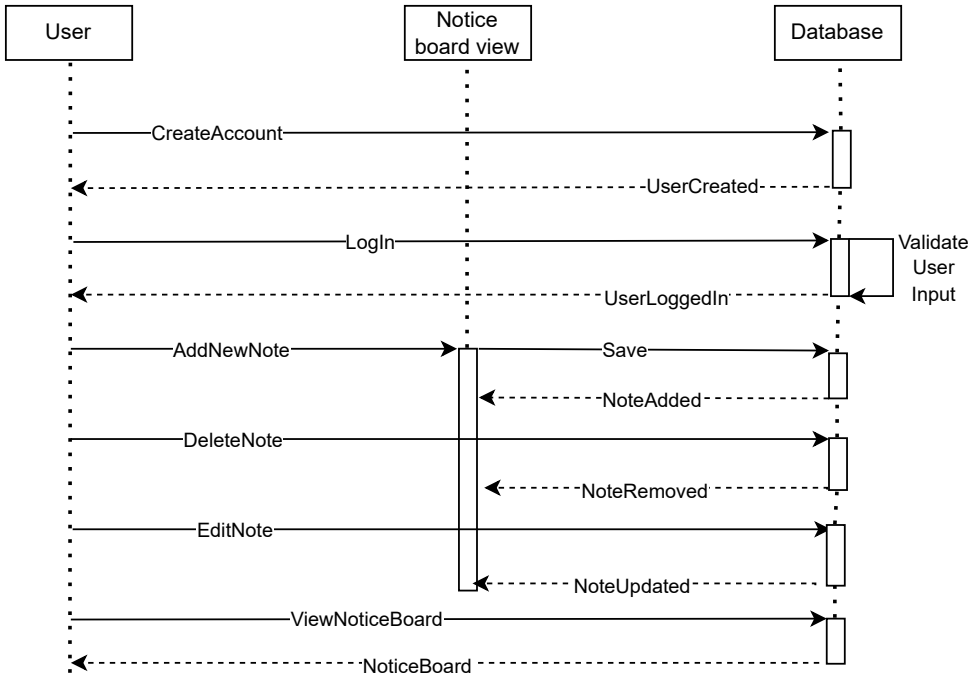 User
Notice
board view
Database
CreateAccount
UserCreated
LogIn
Validate
User
Input
UserLoggedIn
AddNewNote
Save
NoteAdded
DeleteNote
NoteRemoved
EditNote
NoteUpdated
ViewNoticeBoard
NoticeBoard